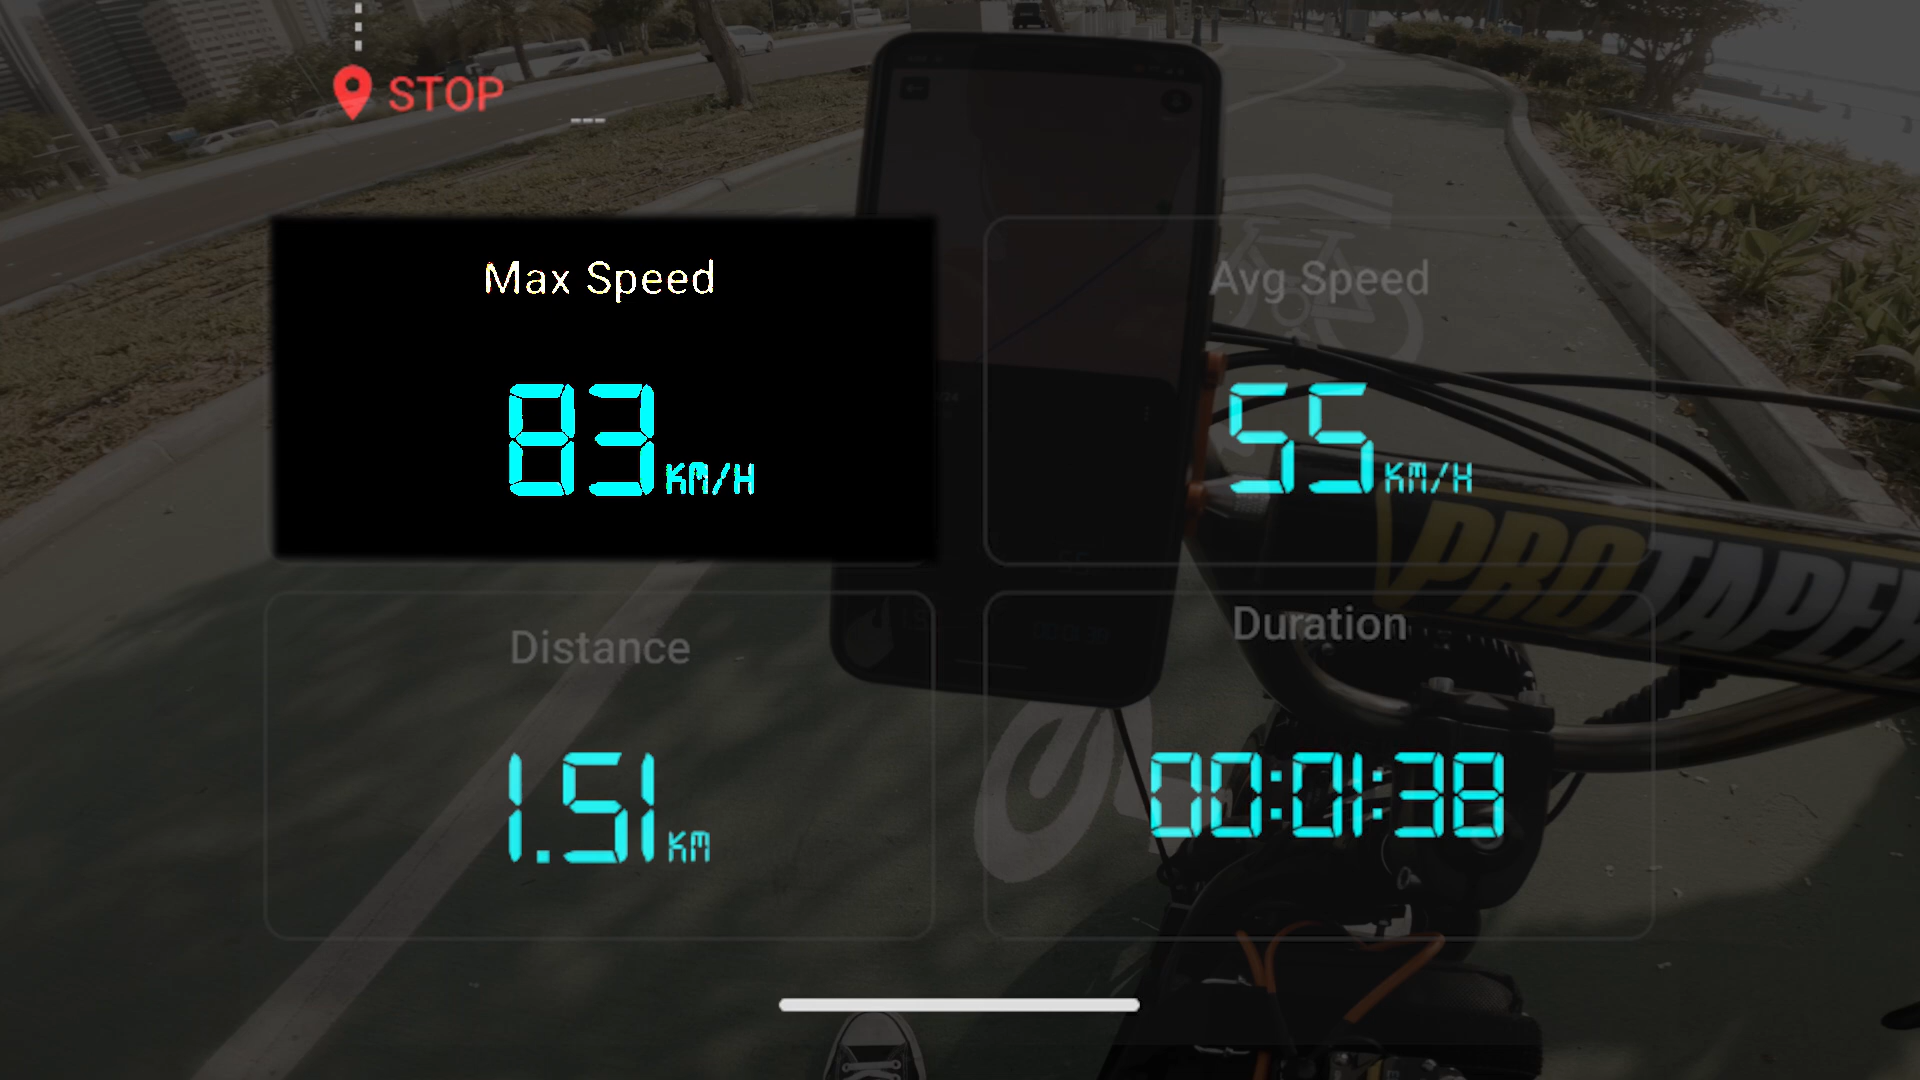 STOP
---
Max Speed
83 KM/H
Avg Speed
55 KM/H
Distance
1.51 KM
Duration
00:01:38
PROTAPER